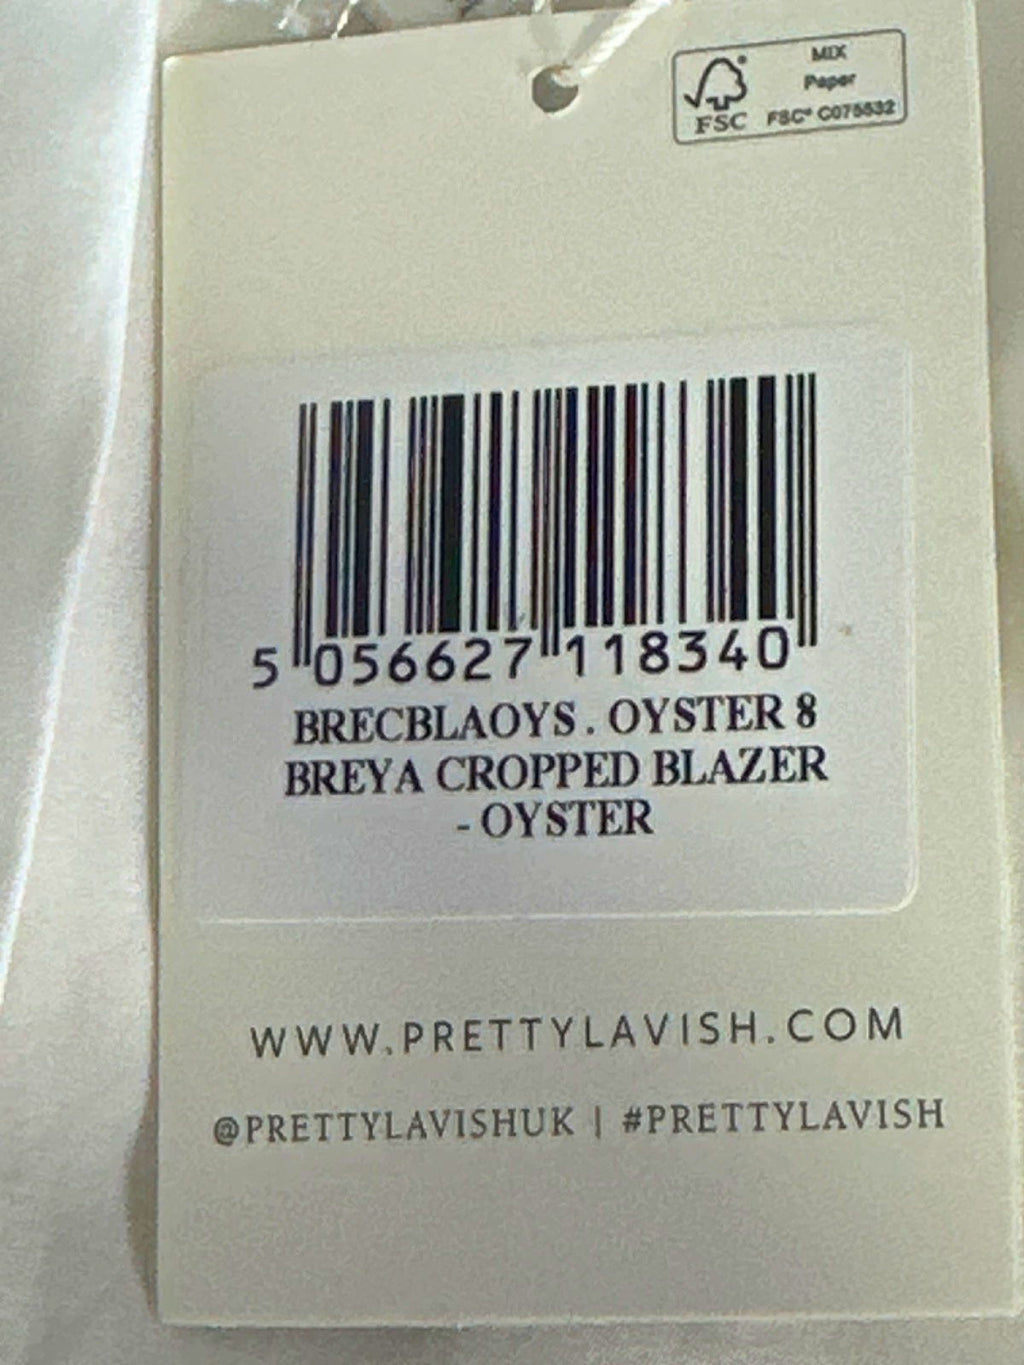 MIX
Paper
FSC
FSC® C075532
5 056627 118340
BRECBLAOYS . OYSTER 8
BREYA CROPPED BLAZER
- OYSTER
WWW.PRETTYLAVISH.COM
@PRETTYLAVISHUK | #PRETTYLAVISH